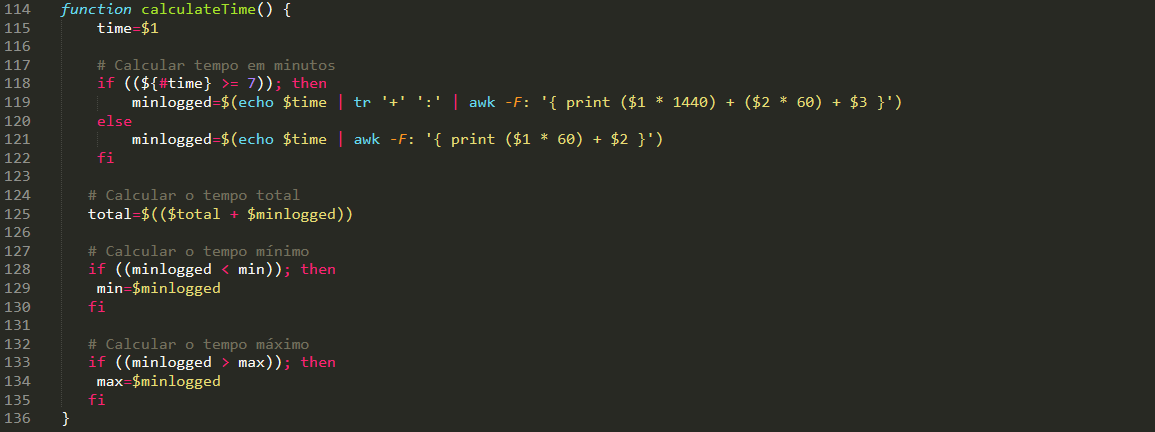 114 function calculateTime() {
115 time=$1
116
117 # Calcular tempo em minutos
118 if ((${#time} >= 7)); then
119 minlogged=$(echo $time | tr '+' ':' | awk -F: '{ print ($1 * 1440) + ($2 * 60) + $3 }')
120 else
121 minlogged=$(echo $time | awk -F: '{ print ($1 * 60) + $2 }')
122 fi
123
124 # Calcular o tempo total
125 total=$(($total + $minlogged))
126
127 # Calcular o tempo mínimo
128 if ((minlogged < min)); then
129 min=$minlogged
130 fi
131
132 # Calcular o tempo máximo
133 if ((minlogged > max)); then
134 max=$minlogged
135 fi
136 }